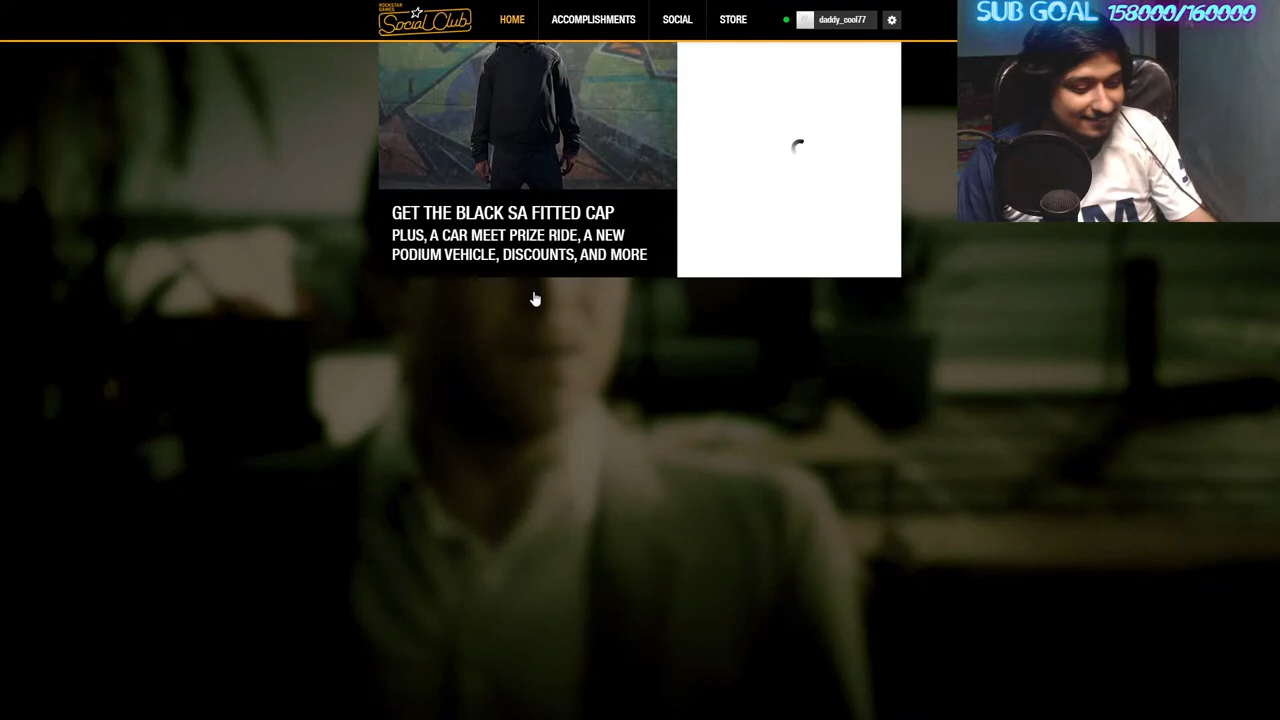 SUB GOAL 158000/160000
ROCKSTAR
GAMES
Social Club
HOME
ACCOMPLISHMENTS
SOCIAL
STORE
daddy_cool77
GET THE BLACK SA FITTED CAP
PLUS, A CAR MEET PRIZE RIDE, A NEW
PODIUM VEHICLE, DISCOUNTS, AND MORE